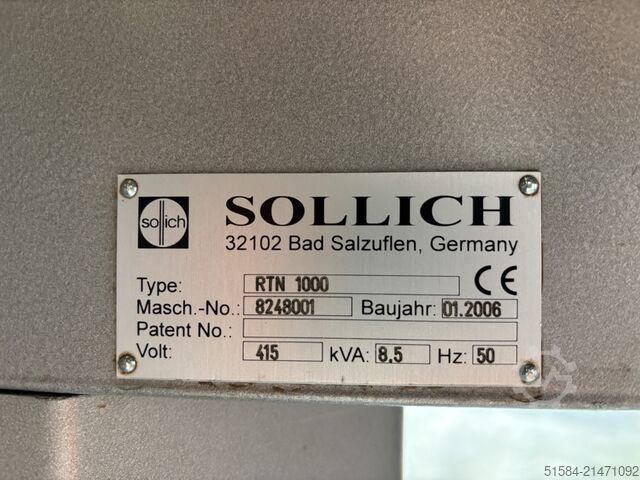 sollich
SOLLICH
32102 Bad Salzuflen, Germany
Type: RTN 1000 CE
Masch.-No.: 8248001 Baujahr: 01.2006
Patent No.:
Volt: 415 kVA: 8.5 Hz: 50
51584-21471092